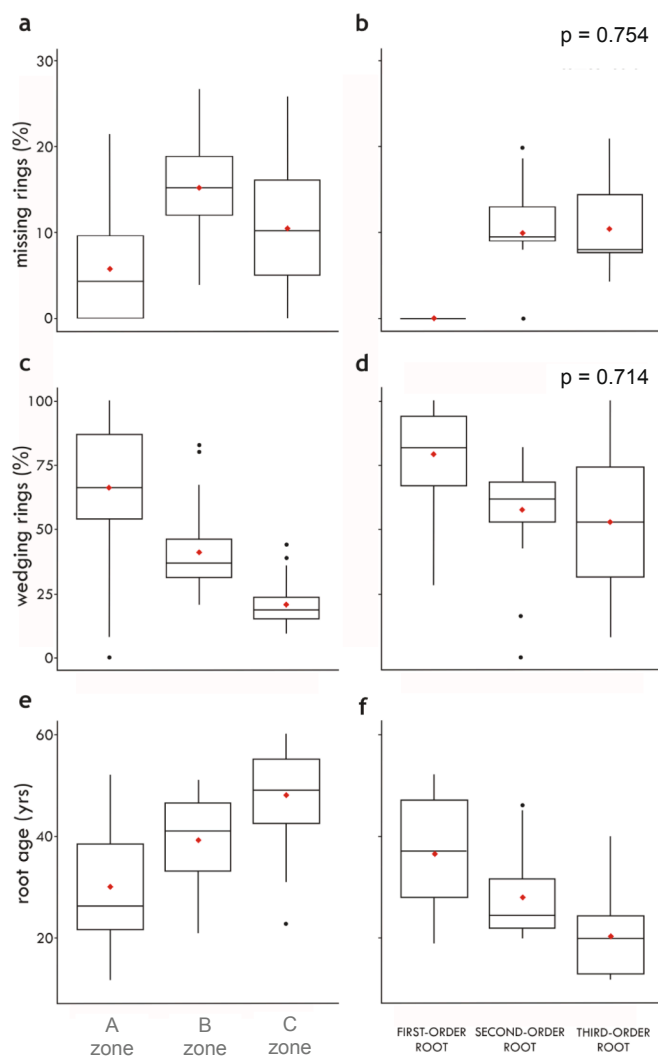 a
b
p = 0.754
30
20
10
0
missing rings (%)
c
d
p = 0.714
100
75
50
25
0
wedging rings (%)
e
f
60
40
20
root age (yrs)
A
zone
B
zone
C
zone
FIRST-ORDER
ROOT
SECOND-ORDER
ROOT
THIRD-ORDER
ROOT